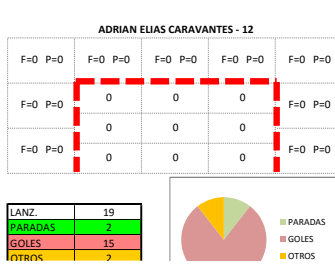 ADRIAN ELIAS CARAVANTES - 12
F=0 P=0 F=0 P=0 F=0 P=0 F=0 P=0 F=0 P=0
F=0 P=0 0 0 0 F=0 P=0
0 0 0
F=0 P=0 0 0 0 F=0 P=0
LANZ. 19
PARADAS 2
GOLES 15
OTROS 2
PARADAS
GOLES
OTROS